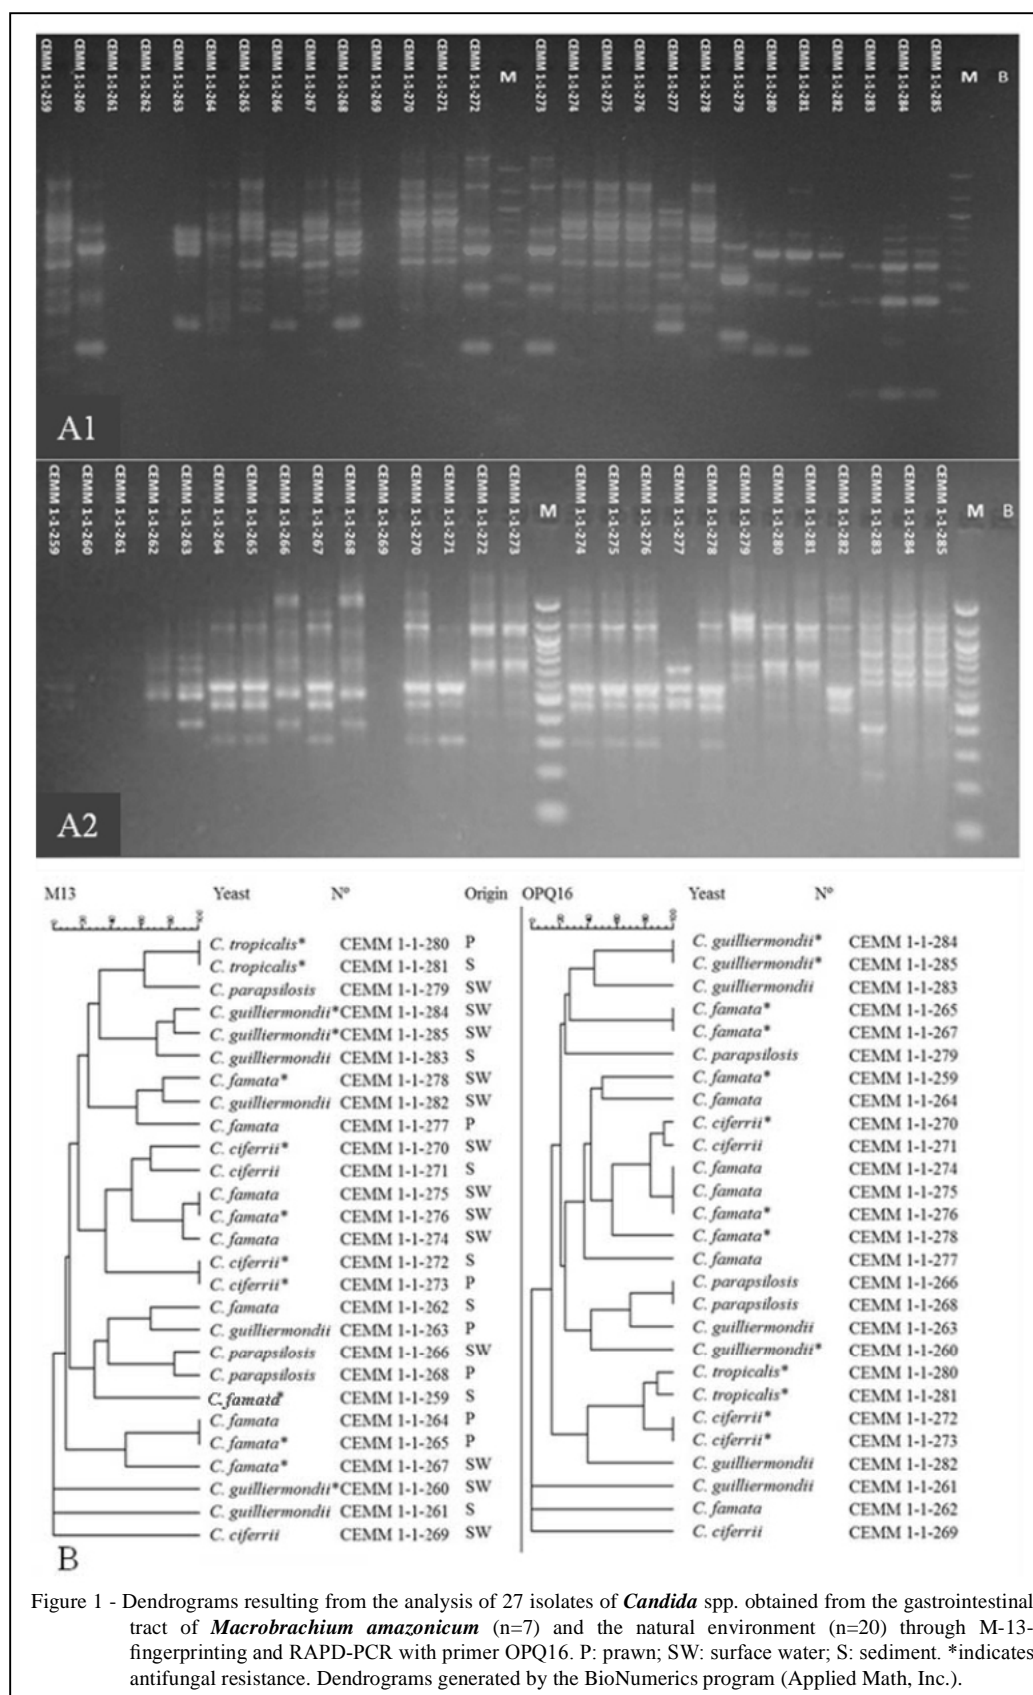 CEMM 1-1-259 CEMM 1-1-260 CEMM 1-1-261 CEMM 1-1-262 CEMM 1-1-263 CEMM 1-1-264 CEMM 1-1-265 CEMM 1-1-266 CEMM 1-1-267 CEMM 1-1-268 CEMM 1-1-269 CEMM 1-1-270 CEMM 1-1-271 CEMM 1-1-272 M CEMM 1-1-273 CEMM 1-1-274 CEMM 1-1-275 CEMM 1-1-276 CEMM 1-1-277 CEMM 1-1-278 CEMM 1-1-279 CEMM 1-1-280 CEMM 1-1-281 CEMM 1-1-282 CEMM 1-1-283 CEMM 1-1-284 CEMM 1-1-285 M B
A1
CEMM 1-1-259 CEMM 1-1-260 CEMM 1-1-261 CEMM 1-1-262 CEMM 1-1-263 CEMM 1-1-264 CEMM 1-1-265 CEMM 1-1-266 CEMM 1-1-267 CEMM 1-1-268 CEMM 1-1-269 CEMM 1-1-270 CEMM 1-1-271 CEMM 1-1-272 CEMM 1-1-273 M CEMM 1-1-274 CEMM 1-1-275 CEMM 1-1-276 CEMM 1-1-277 CEMM 1-1-278 CEMM 1-1-279 CEMM 1-1-280 CEMM 1-1-281 CEMM 1-1-282 CEMM 1-1-283 CEMM 1-1-284 CEMM 1-1-285 M B
A2
M13 Yeast Nº Origin
0 20 40 60 80 100
C. tropicalis* CEMM 1-1-280 P
C. tropicalis* CEMM 1-1-281 S
C. parapsilosis CEMM 1-1-279 SW
C. guilliermondii* CEMM 1-1-284 SW
C. guilliermondii* CEMM 1-1-285 SW
C. guilliermondii CEMM 1-1-283 S
C. famata* CEMM 1-1-278 SW
C. guilliermondii CEMM 1-1-282 SW
C. famata CEMM 1-1-277 P
C. ciferrii* CEMM 1-1-270 SW
C. ciferrii CEMM 1-1-271 S
C. famata CEMM 1-1-275 SW
C. famata* CEMM 1-1-276 SW
C. famata CEMM 1-1-274 SW
C. ciferrii* CEMM 1-1-272 S
C. ciferrii* CEMM 1-1-273 P
C. famata CEMM 1-1-262 S
C. guilliermondii CEMM 1-1-263 P
C. parapsilosis CEMM 1-1-266 SW
C. parapsilosis CEMM 1-1-268 P
C. famata* CEMM 1-1-259 S
C. famata CEMM 1-1-264 P
C. famata* CEMM 1-1-265 P
C. famata* CEMM 1-1-267 SW
C. guilliermondii* CEMM 1-1-260 SW
C. guilliermondii CEMM 1-1-261 S
C. ciferrii CEMM 1-1-269 SW
B
OPQ16 Yeast Nº
0 20 40 60 80 100
C. guilliermondii* CEMM 1-1-284
C. guilliermondii* CEMM 1-1-285
C. guilliermondii CEMM 1-1-283
C. famata* CEMM 1-1-265
C. famata* CEMM 1-1-267
C. parapsilosis CEMM 1-1-279
C. famata* CEMM 1-1-259
C. famata CEMM 1-1-264
C. ciferrii* CEMM 1-1-270
C. ciferrii CEMM 1-1-271
C. famata CEMM 1-1-274
C. famata CEMM 1-1-275
C. famata* CEMM 1-1-276
C. famata* CEMM 1-1-278
C. famata CEMM 1-1-277
C. parapsilosis CEMM 1-1-266
C. parapsilosis CEMM 1-1-268
C. guilliermondii CEMM 1-1-263
C. guilliermondii* CEMM 1-1-260
C. tropicalis* CEMM 1-1-280
C. tropicalis* CEMM 1-1-281
C. ciferrii* CEMM 1-1-272
C. ciferrii* CEMM 1-1-273
C. guilliermondii CEMM 1-1-282
C. guilliermondii CEMM 1-1-261
C. famata CEMM 1-1-262
C. ciferrii CEMM 1-1-269
Figure 1 - Dendrograms resulting from the analysis of 27 isolates of Candida spp. obtained from the gastrointestinal
tract of Macrobrachium amazonicum (n=7) and the natural environment (n=20) through M-13-
fingerprinting and RAPD-PCR with primer OPQ16. P: prawn; SW: surface water; S: sediment. *indicates
antifungal resistance. Dendrograms generated by the BioNumerics program (Applied Math, Inc.).